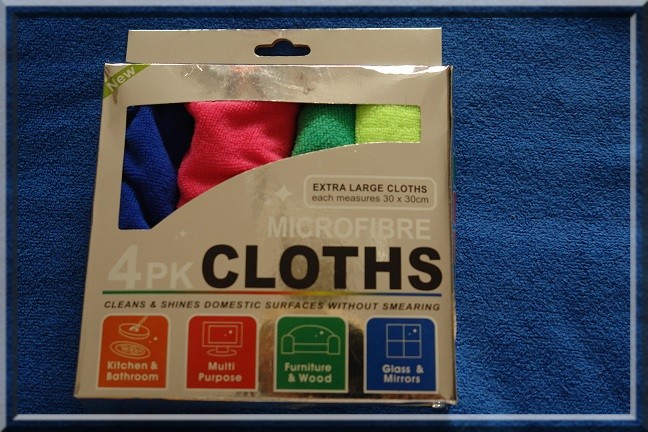 New
EXTRA LARGE CLOTHS
each measures 30 x 30cm
MICROFIBRE
4PK CLOTHS
CLEANS & SHINES DOMESTIC SURFACES WITHOUT SMEARING
Kitchen &
Bathroom
Multi
Purpose
Furniture
& Wood
Glass &
Mirrors